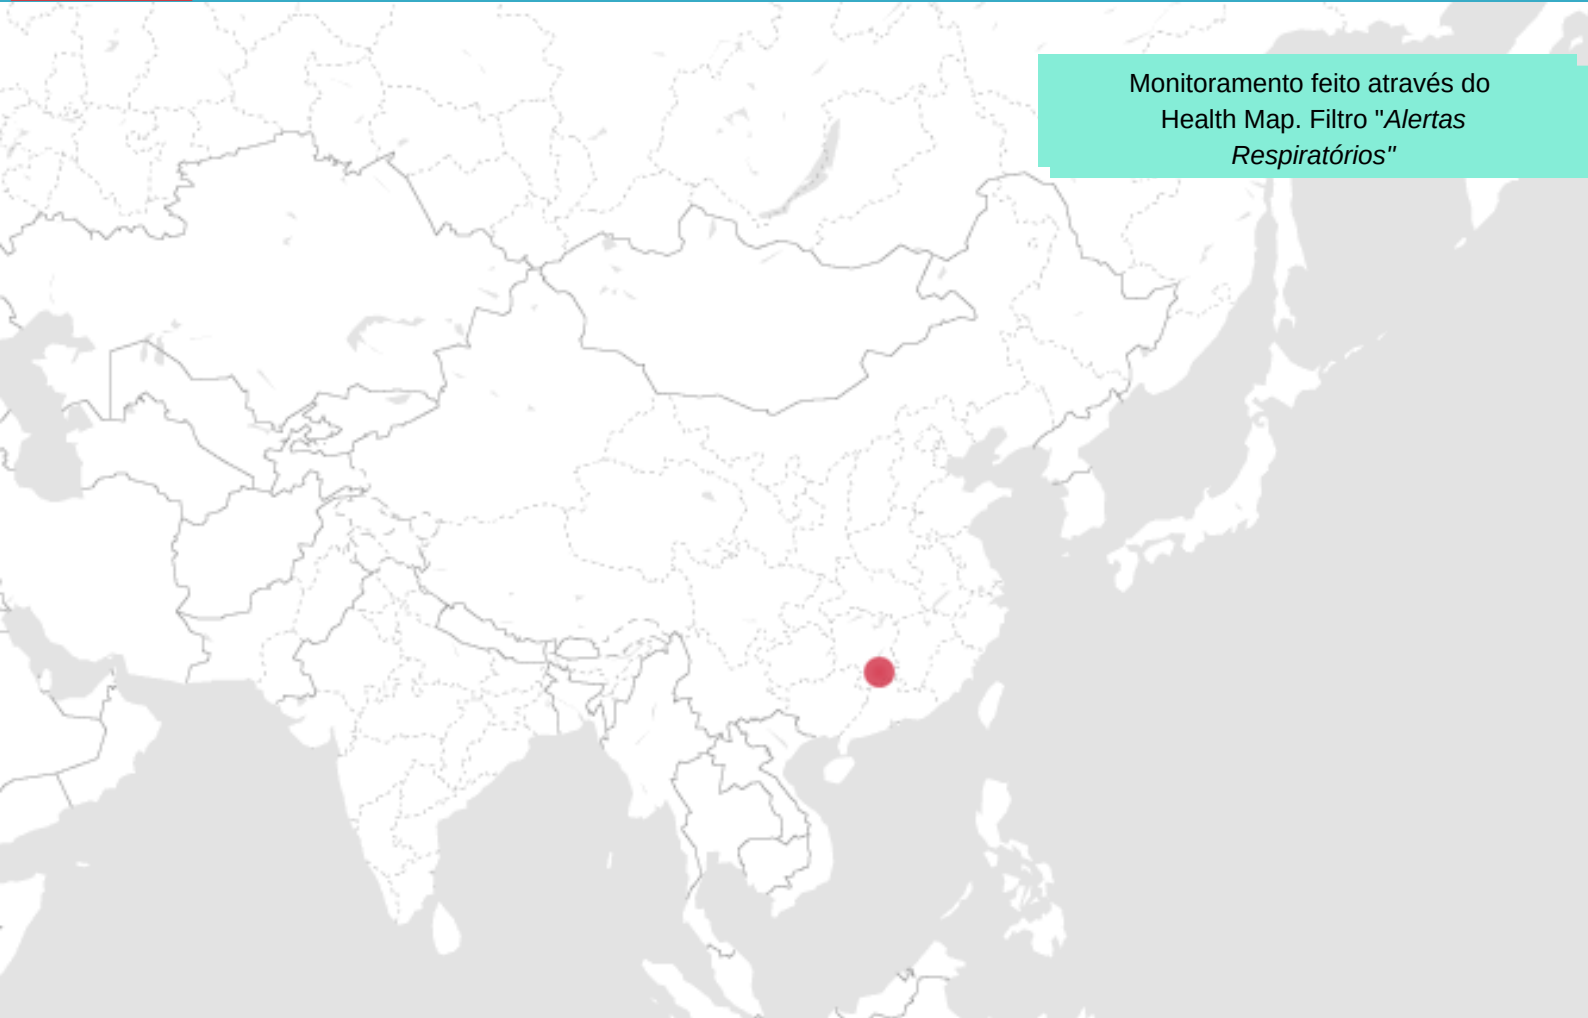 Monitoramento feito através do
Health Map. Filtro "Alertas
Respiratórios"